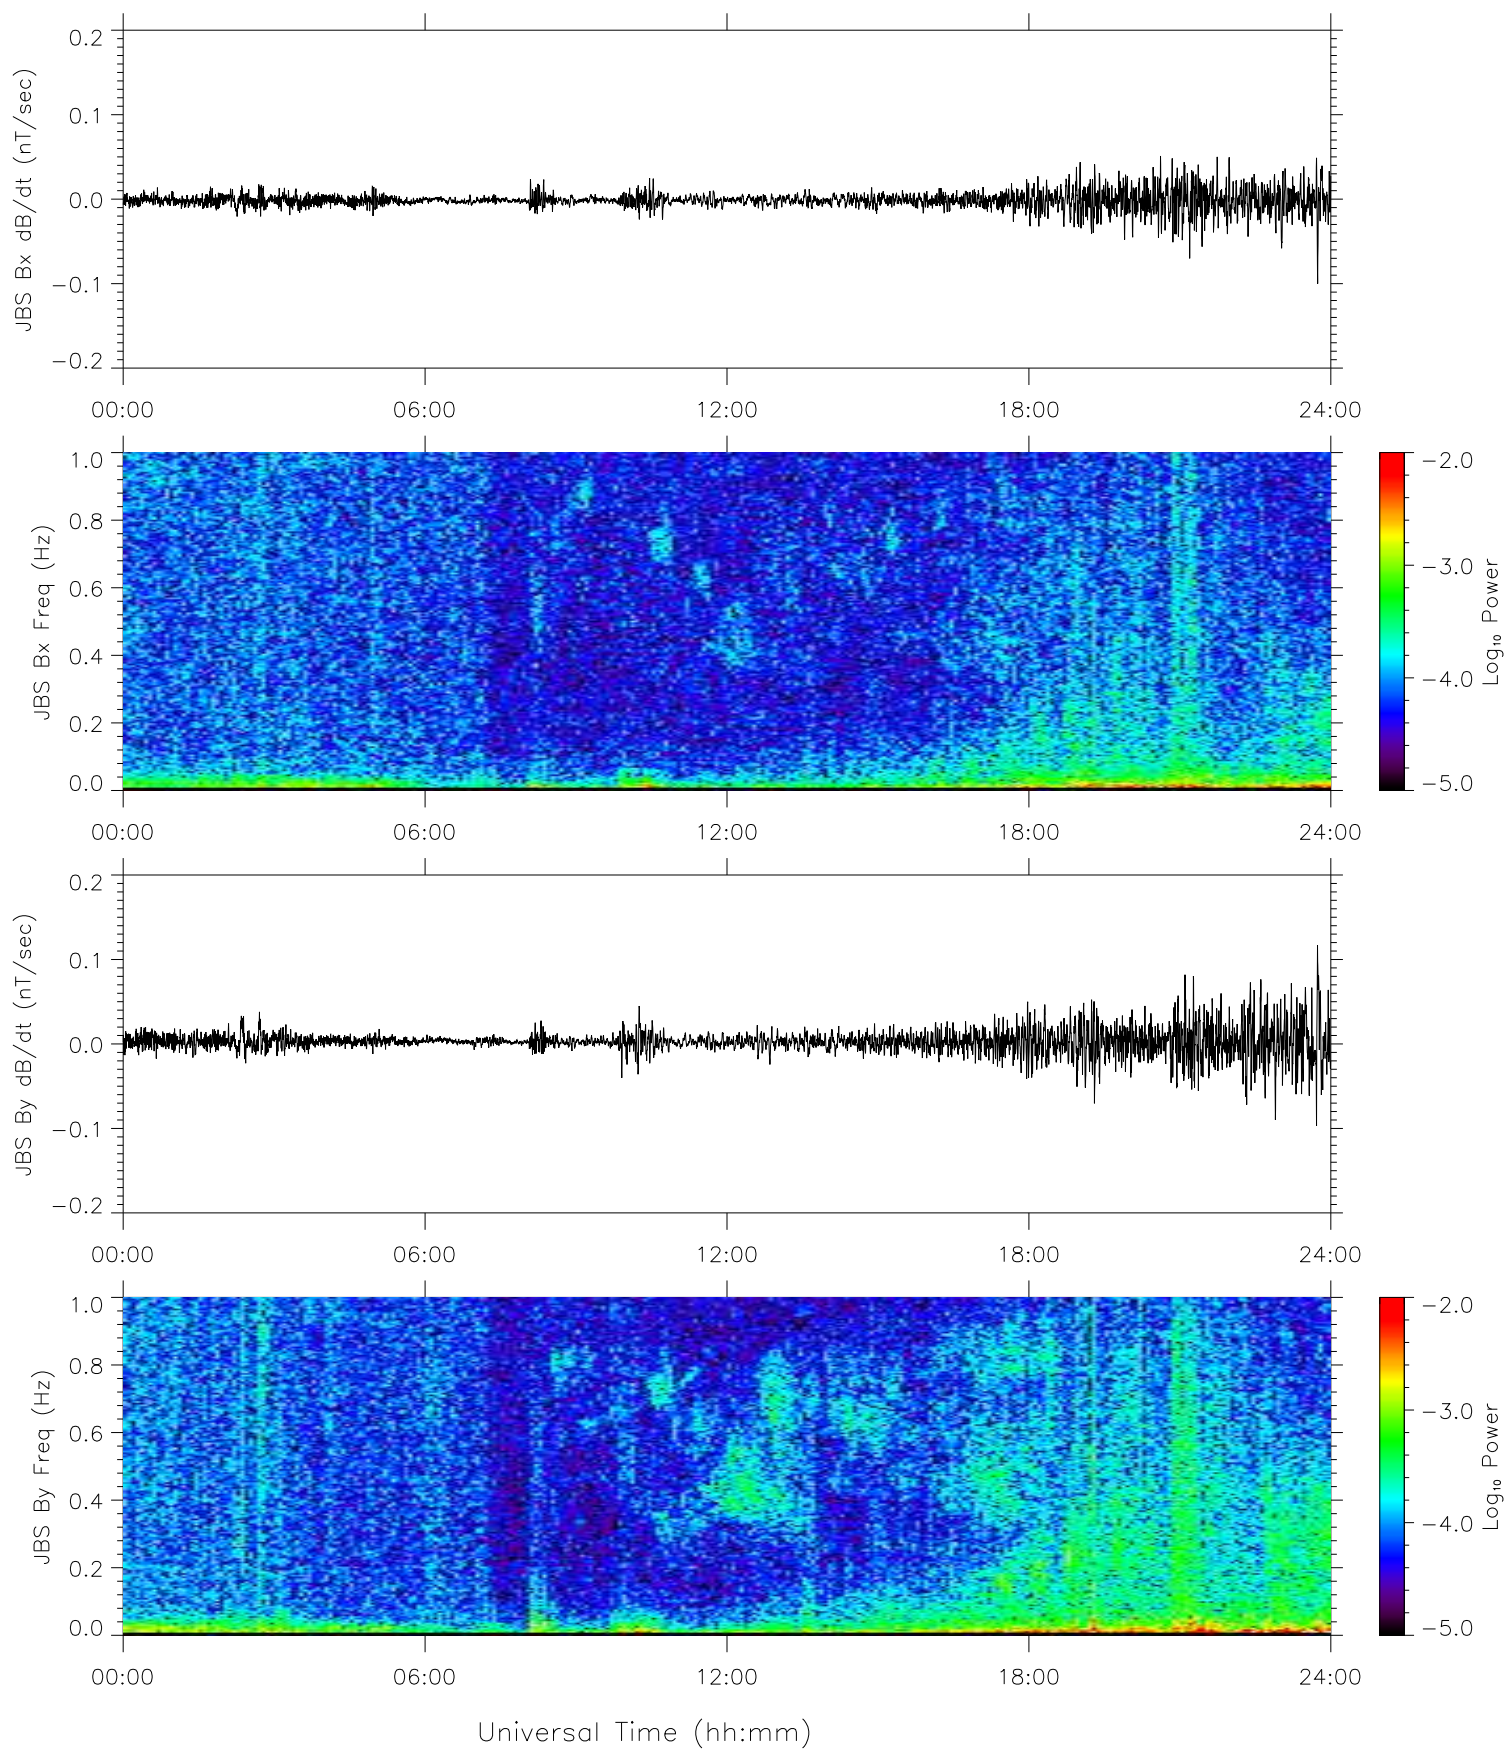 JBS Bx dB/dt (nT/sec)
0.2
0.1
0.0
−0.1
−0.2
00:00 06:00 12:00 18:00 24:00
JBS Bx Freq (Hz)
1.0
0.8
0.6
0.4
0.2
0.0
00:00 06:00 12:00 18:00 24:00
−2.0
−3.0
−4.0
−5.0
Log₁₀ Power
JBS By dB/dt (nT/sec)
0.2
0.1
0.0
−0.1
−0.2
00:00 06:00 12:00 18:00 24:00
JBS By Freq (Hz)
1.0
0.8
0.6
0.4
0.2
0.0
00:00 06:00 12:00 18:00 24:00
−2.0
−3.0
−4.0
−5.0
Log₁₀ Power
Universal Time (hh:mm)